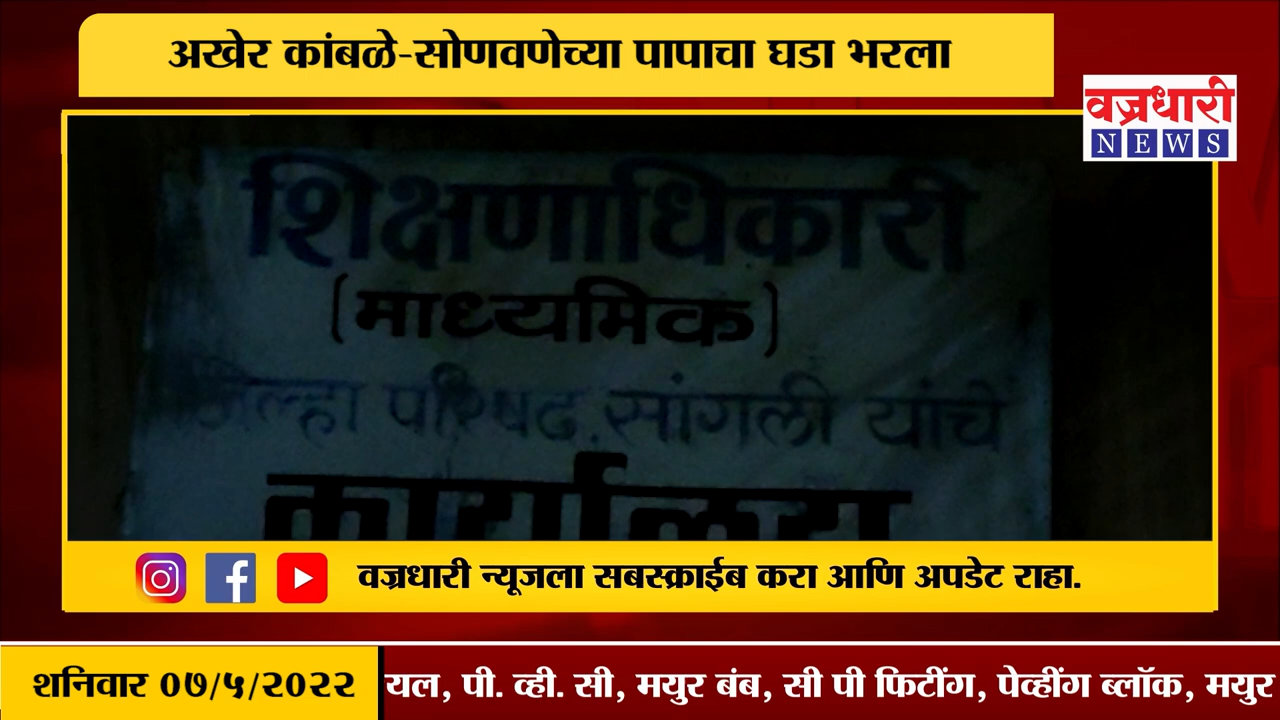 अखेर कांबळे-सोणवणेच्या पापाचा घडा भरला
वज्रधारी
NEWS
शिक्षणाधिकारी
(माध्यमिक)
जिल्हा परिषद, सांगली यांचे
कार्यालय
वज्रधारी न्यूजला सबस्क्राईब करा आणि अपडेट राहा.
शनिवार ०७/५/२०२२
यल, पी. व्ही. सी, मयुर बंब, सी पी फिटींग, पेव्हींग ब्लॉक, मयुर